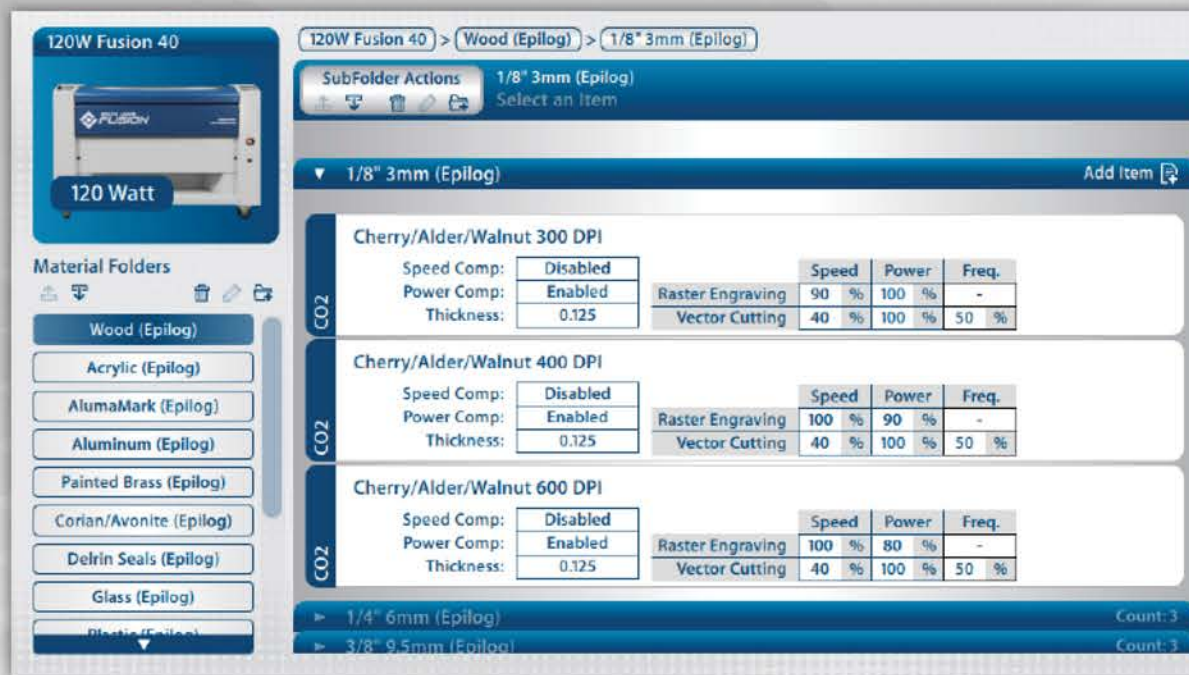 120W Fusion 40
FUSION
120 Watt
Material Folders
Wood (Epilog)
Acrylic (Epilog)
AlumaMark (Epilog)
Aluminum (Epilog)
Painted Brass (Epilog)
Corian/Avonite (Epilog)
Delrin Seals (Epilog)
Glass (Epilog)
Plastic (Epilog)
120W Fusion 40 > Wood (Epilog) > 1/8" 3mm (Epilog)
SubFolder Actions
1/8" 3mm (Epilog)
Select an Item
1/8" 3mm (Epilog) Add Item
CO2
Cherry/Alder/Walnut 300 DPI
Speed Comp: Disabled
Power Comp: Enabled
Thickness: 0.125
Speed Power Freq.
Raster Engraving 90 % 100 % -
Vector Cutting 40 % 100 % 50 %
CO2
Cherry/Alder/Walnut 400 DPI
Speed Comp: Disabled
Power Comp: Enabled
Thickness: 0.125
Speed Power Freq.
Raster Engraving 100 % 90 % -
Vector Cutting 40 % 100 % 50 %
CO2
Cherry/Alder/Walnut 600 DPI
Speed Comp: Disabled
Power Comp: Enabled
Thickness: 0.125
Speed Power Freq.
Raster Engraving 100 % 80 % -
Vector Cutting 40 % 100 % 50 %
1/4" 6mm (Epilog) Count: 3
3/8" 9.5mm (Epilog) Count: 3